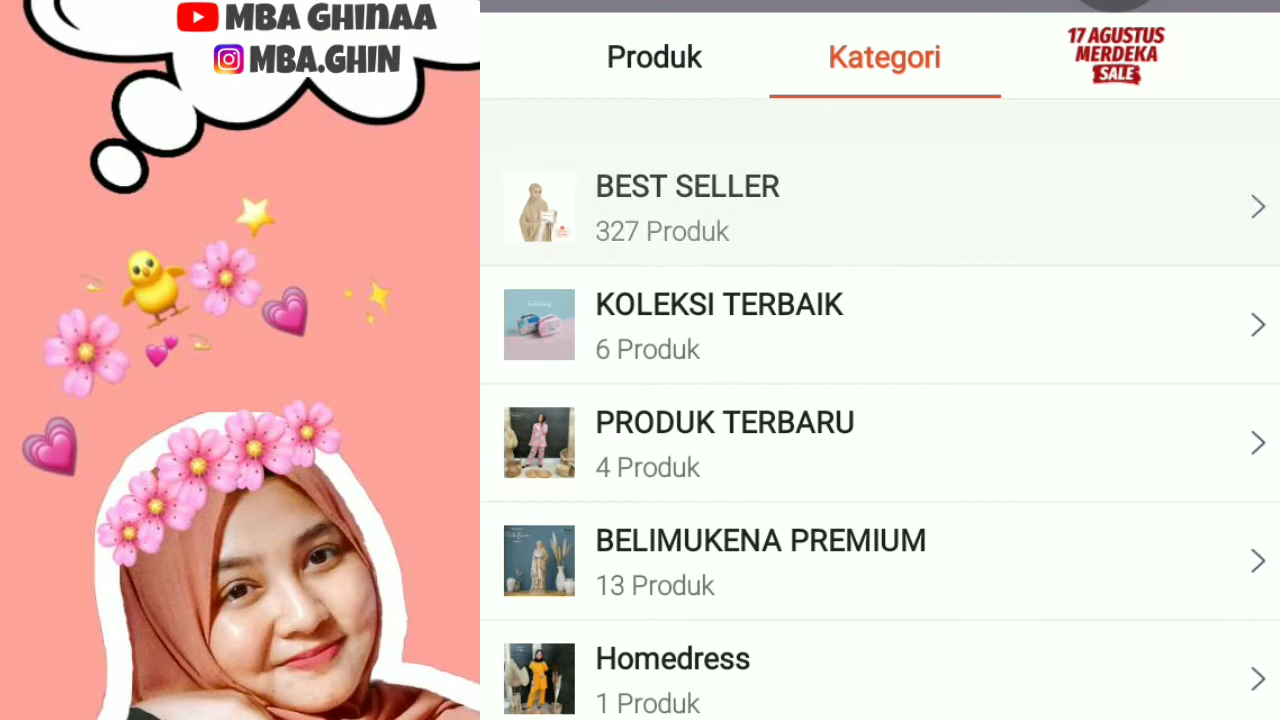 MBA GHINAA
MBA.GHIN
Produk
Kategori
17 AGUSTUS
MERDEKA
SALE
BEST SELLER
327 Produk
KOLEKSI TERBAIK
6 Produk
PRODUK TERBARU
4 Produk
BELIMUKENA PREMIUM
13 Produk
Homedress
1 Produk